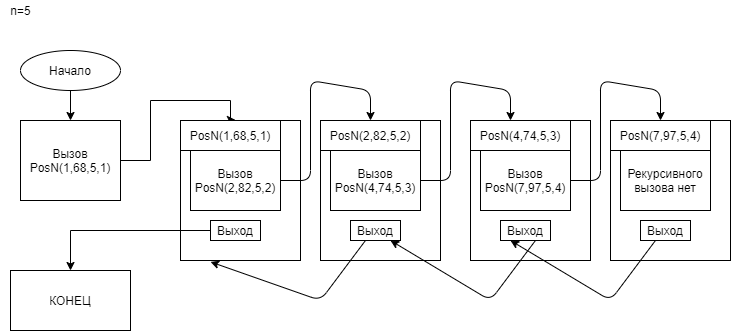 n=5
Начало
Вызов
PosN(1,68,5,1)
PosN(1,68,5,1)
Вызов
PosN(2,82,5,2)
Выход
PosN(2,82,5,2)
Вызов
PosN(4,74,5,3)
Выход
PosN(4,74,5,3)
Вызов
PosN(7,97,5,4)
Выход
PosN(7,97,5,4)
Рекурсивного
вызова нет
Выход
КОНЕЦ